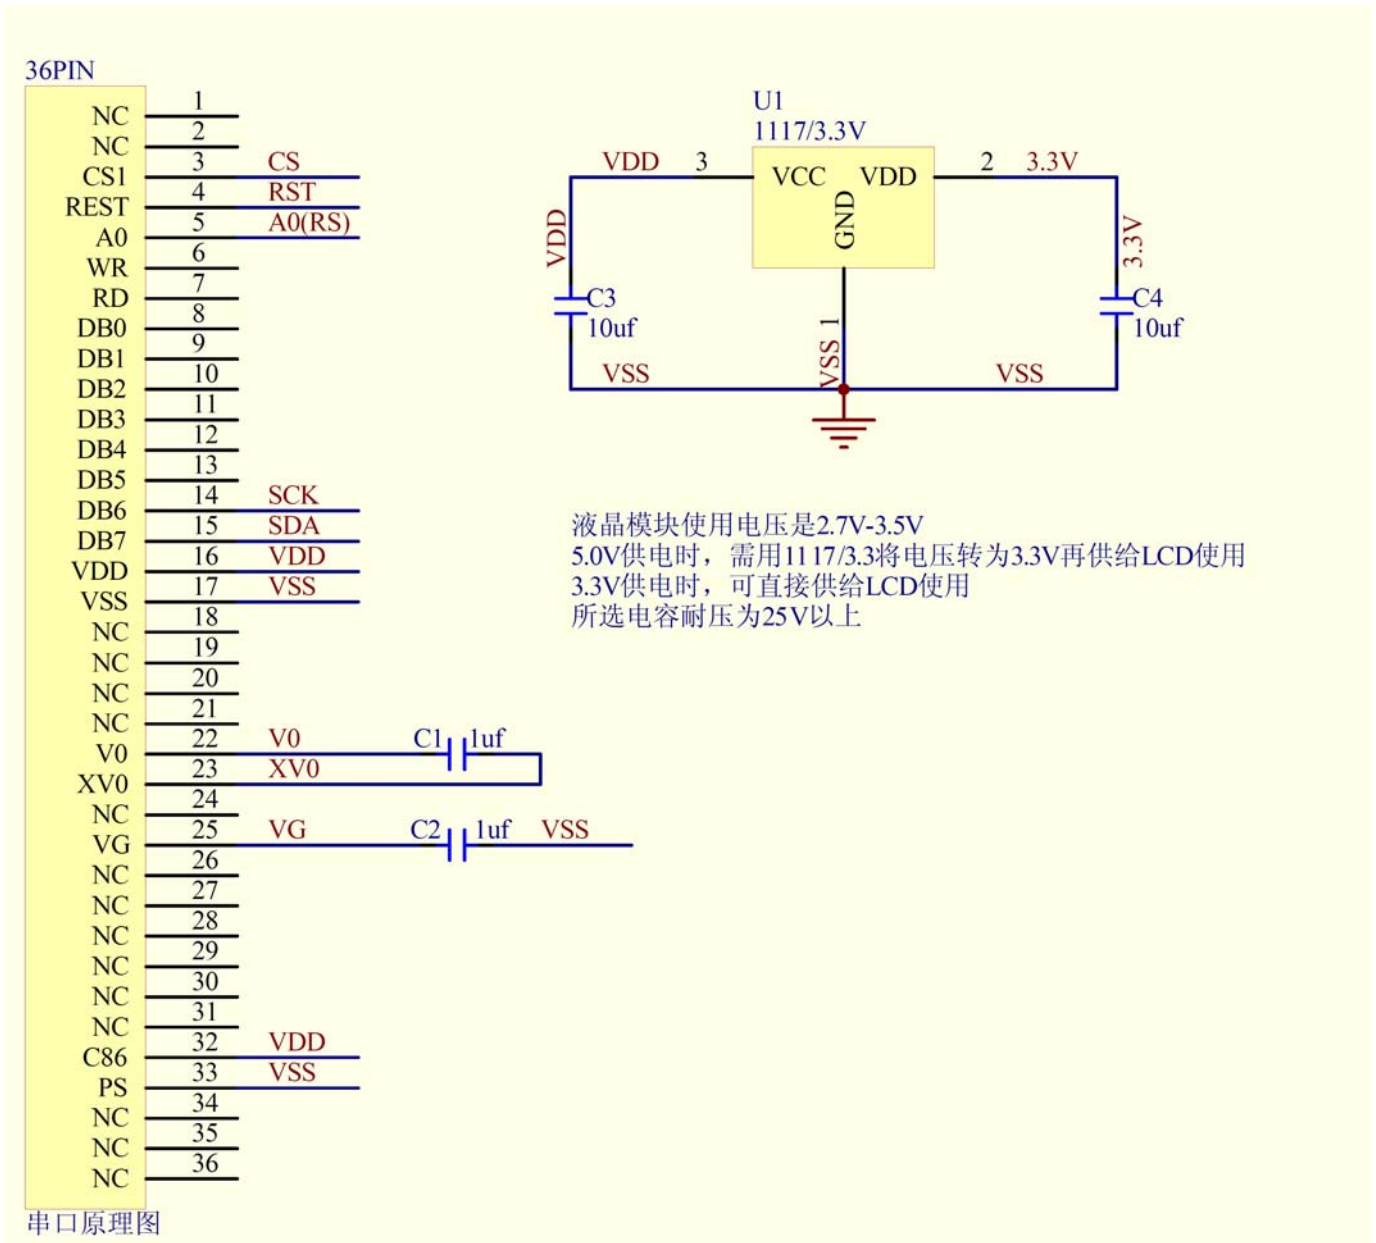 36PIN
NC 1
NC 2
CS1 3 CS
REST 4 RST
A0 5 A0(RS)
WR 6
RD 7
DB0 8
DB1 9
DB2 10
DB3 11
DB4 12
DB5 13
DB6 14 SCK
DB7 15 SDA
VDD 16 VDD
VSS 17 VSS
NC 18
NC 19
NC 20
NC 21
V0 22 V0 C1 1uf
XV0 23 XV0
NC 24
VG 25 VG C2 1uf VSS
NC 26
NC 27
NC 28
NC 29
NC 30
NC 31
C86 32 VDD
PS 33 VSS
NC 34
NC 35
NC 36
串口原理图
U1
1117/3.3V
VDD 3 VCC VDD 2 3.3V
GND
VDD
3.3V
C3
10uf
C4
10uf
1
VSS
VSS
VSS
液晶模块使用电压是2.7V-3.5V
5.0V供电时，需用1117/3.3将电压转为3.3V再供给LCD使用
3.3V供电时，可直接供给LCD使用
所选电容耐压为25V以上